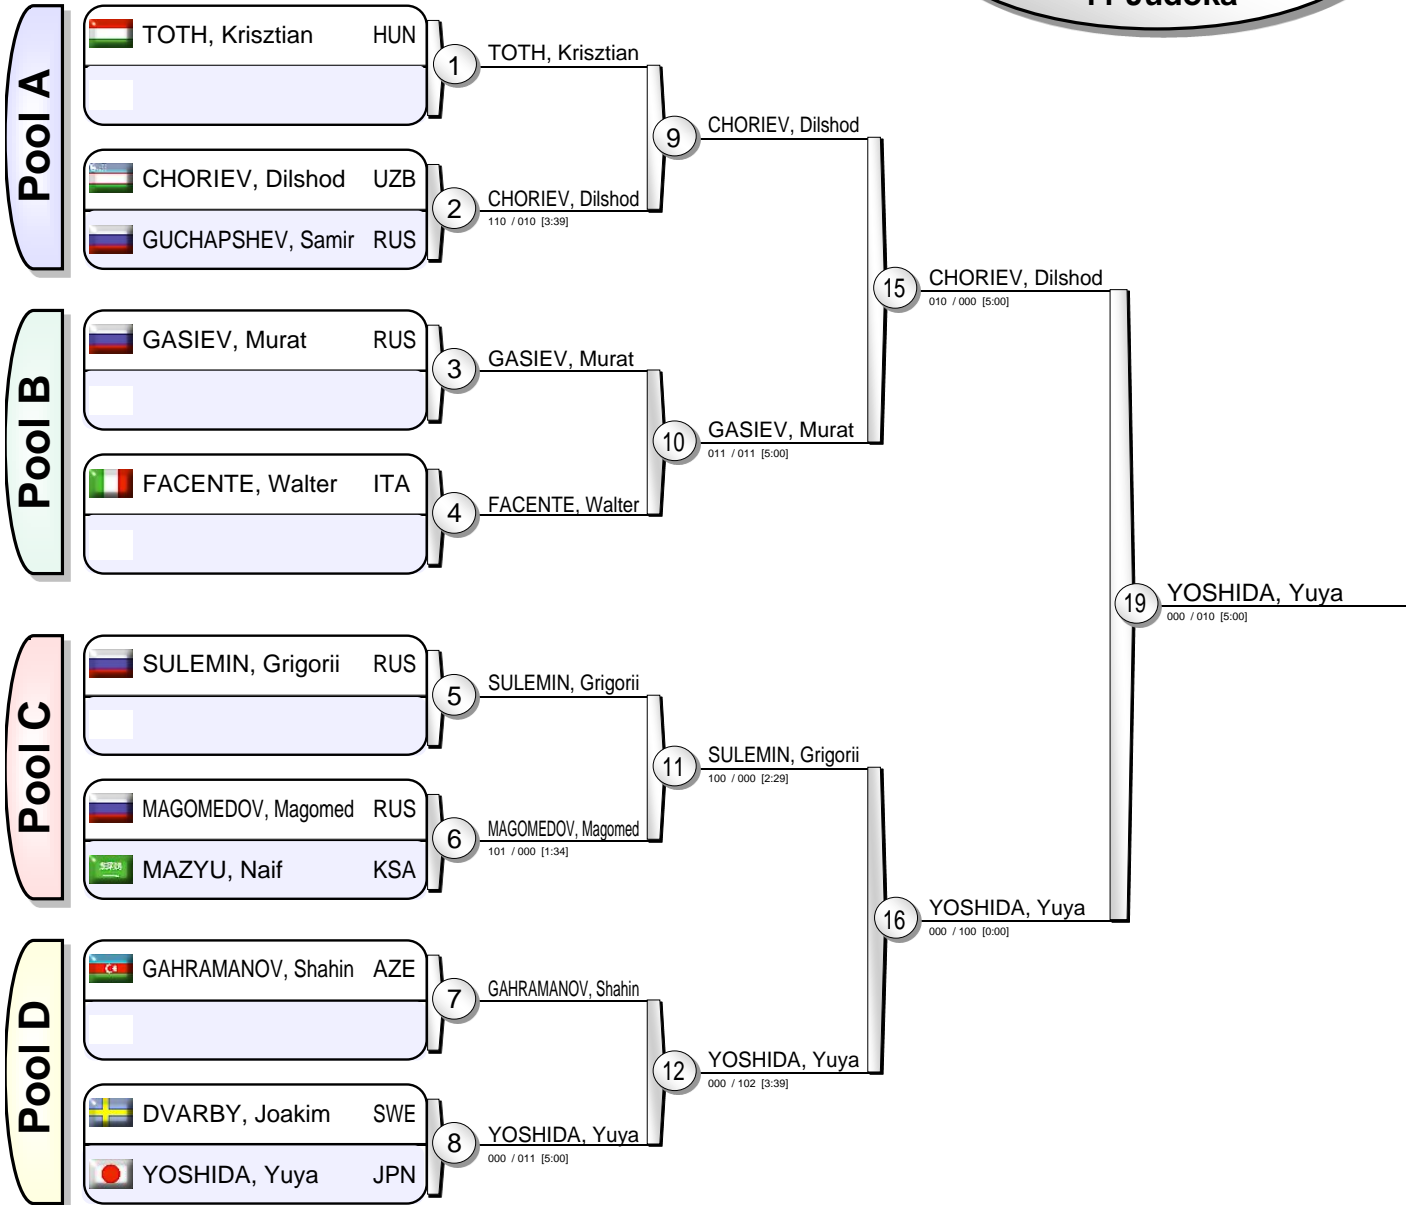 11 Judoka
Pool A
TOTH, Krisztian HUN
1
TOTH, Krisztian
CHORIEV, Dilshod UZB
GUCHAPSHEV, Samir RUS
2
CHORIEV, Dilshod
110 / 010 [3:39]
9
CHORIEV, Dilshod
Pool B
GASIEV, Murat RUS
3
GASIEV, Murat
FACENTE, Walter ITA
4
FACENTE, Walter
10
GASIEV, Murat
011 / 011 [5:00]
15
CHORIEV, Dilshod
010 / 000 [5:00]
Pool C
SULEMIN, Grigorii RUS
5
SULEMIN, Grigorii
MAGOMEDOV, Magomed RUS
MAZYU, Naif KSA
6
MAGOMEDOV, Magomed
101 / 000 [1:34]
11
SULEMIN, Grigorii
100 / 000 [2:29]
Pool D
GAHRAMANOV, Shahin AZE
7
GAHRAMANOV, Shahin
DVARBY, Joakim SWE
YOSHIDA, Yuya JPN
8
YOSHIDA, Yuya
000 / 011 [5:00]
12
YOSHIDA, Yuya
000 / 102 [3:39]
16
YOSHIDA, Yuya
000 / 100 [0:00]
19
YOSHIDA, Yuya
000 / 010 [5:00]